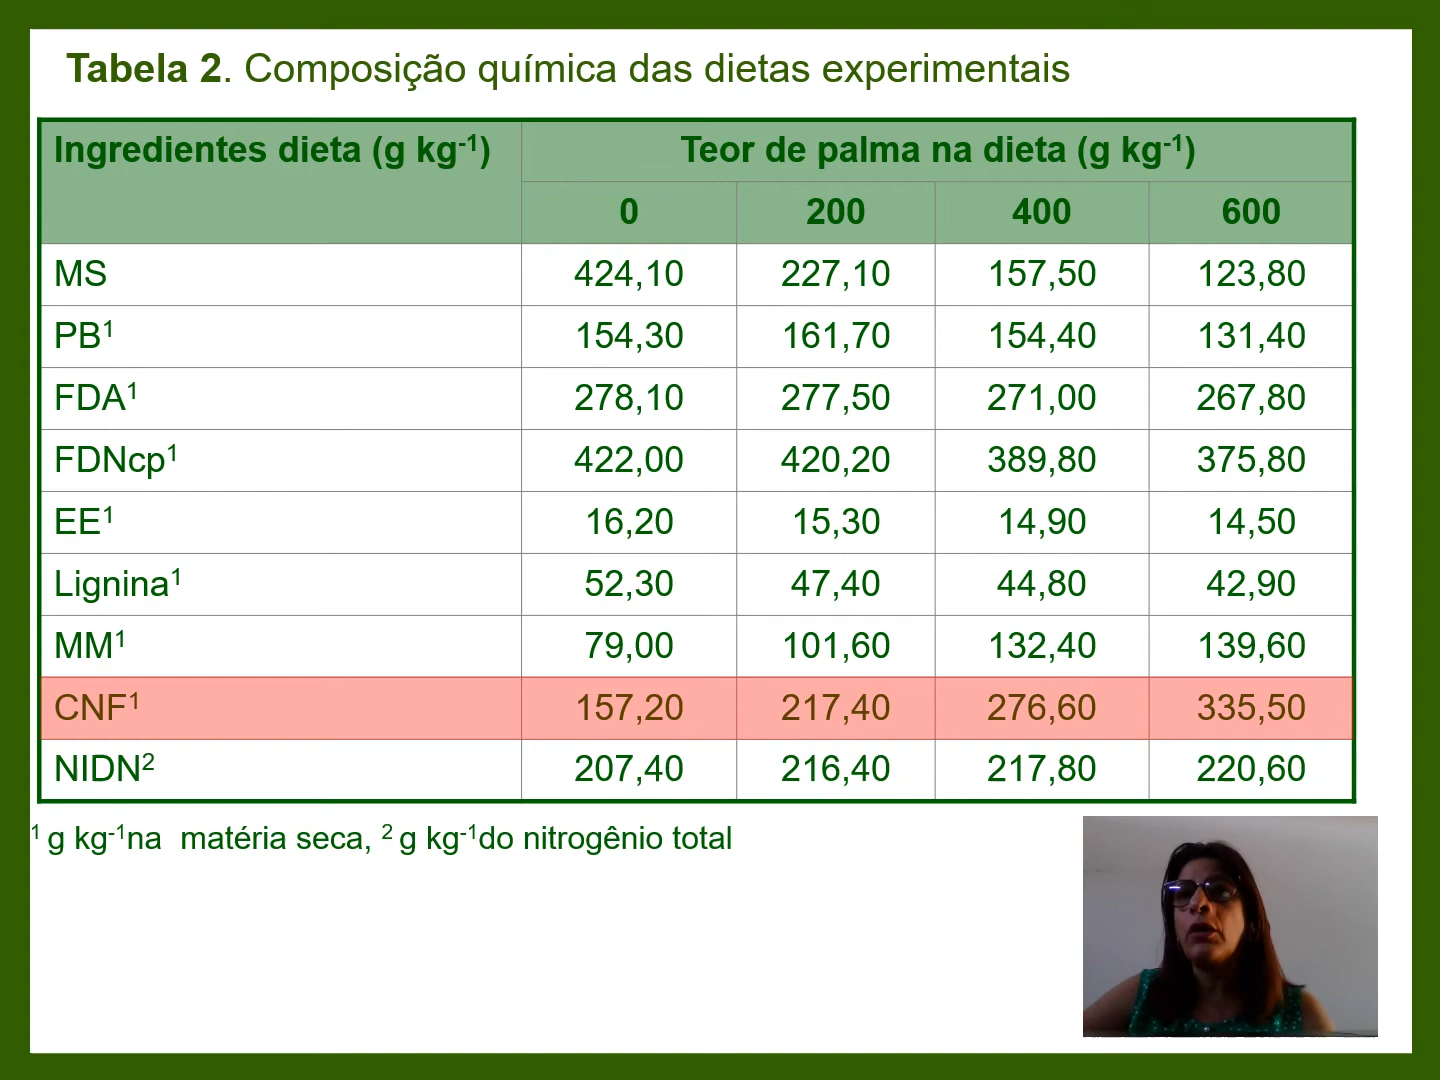 Tabela 2. Composição química das dietas experimentais
Ingredientes dieta (g kg⁻¹) Teor de palma na dieta (g kg⁻¹)
0 200 400 600
MS 424,10 227,10 157,50 123,80
PB¹ 154,30 161,70 154,40 131,40
FDA¹ 278,10 277,50 271,00 267,80
FDNcp¹ 422,00 420,20 389,80 375,80
EE¹ 16,20 15,30 14,90 14,50
Lignina¹ 52,30 47,40 44,80 42,90
MM¹ 79,00 101,60 132,40 139,60
CNF¹ 157,20 217,40 276,60 335,50
NIDN² 207,40 216,40 217,80 220,60
¹ g kg⁻¹na matéria seca, ² g kg⁻¹do nitrogênio total